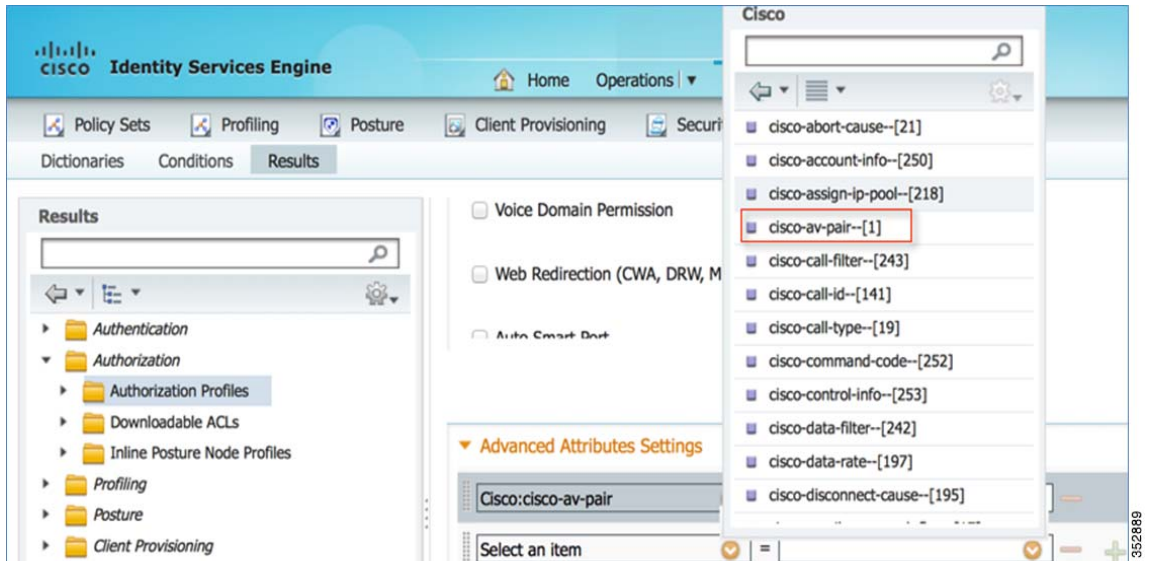 Cisco
CISCO Identity Services Engine
Home Operations
Policy Sets Profiling Posture Client Provisioning
Dictionaries Conditions Results
Results
Authentication
Authorization
Authorization Profiles
Downloadable ACLs
Inline Posture Node Profiles
Profiling
Posture
Client Provisioning
Voice Domain Permission
Web Redirection (CWA, DRW, M
Auto Smart Port
Advanced Attributes Settings
Cisco:cisco-av-pair
Select an item =
cisco-abort-cause--[21]
cisco-account-info--[250]
cisco-assign-ip-pool--[218]
cisco-av-pair--[1]
cisco-call-filter--[243]
cisco-call-id--[141]
cisco-call-type--[19]
cisco-command-code--[252]
cisco-control-info--[253]
cisco-data-filter--[242]
cisco-data-rate--[197]
cisco-disconnect-cause--[195]
352889